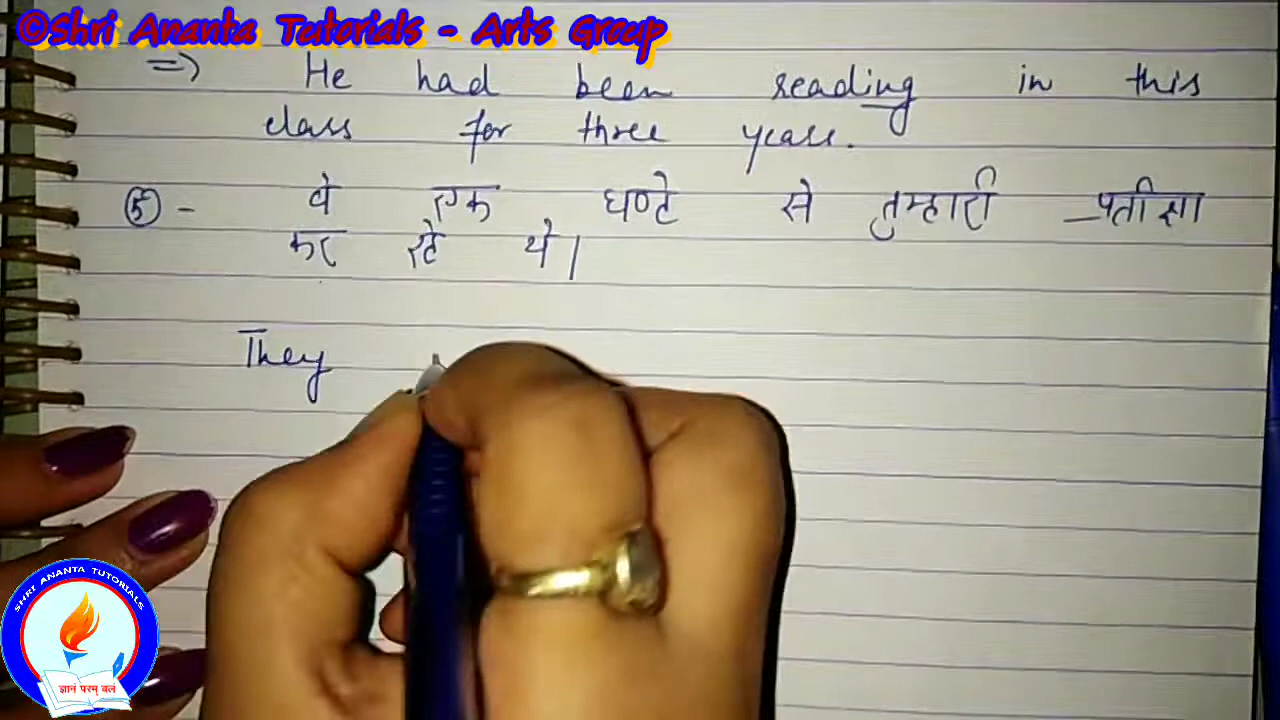 ©Shri Ananta Tutorials - Arts Group
=> He had been reading in this
class for three years.
5 - वे एक घण्टे से तुम्हारी प्रतीक्षा
कर रहे थे।
They
SHRI ANANTA TUTORIALS
ज्ञानं परमं बलं